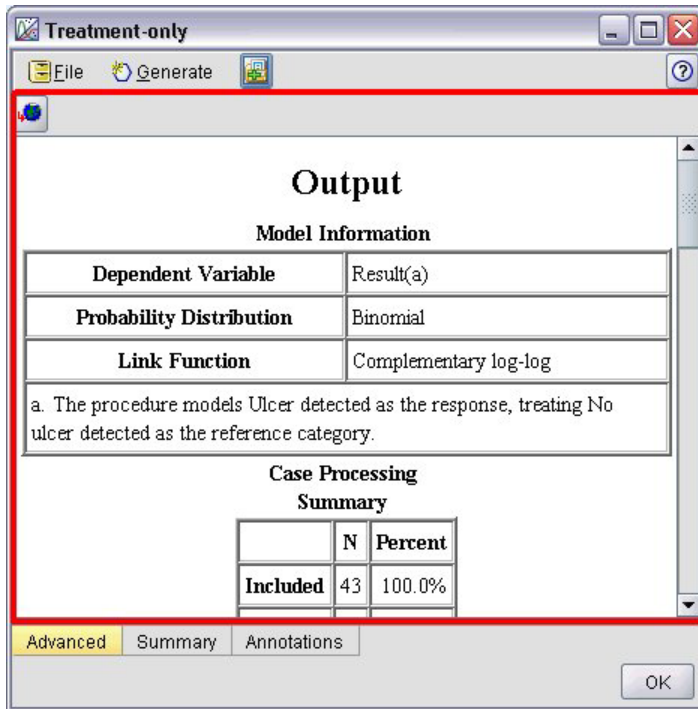 Treatment-only
File Generate
Output
Model Information
Dependent Variable Result(a)
Probability Distribution Binomial
Link Function Complementary log-log
a. The procedure models Ulcer detected as the response, treating No
ulcer detected as the reference category.
Case Processing
Summary
N Percent
Included 43 100.0%
Advanced Summary Annotations
OK